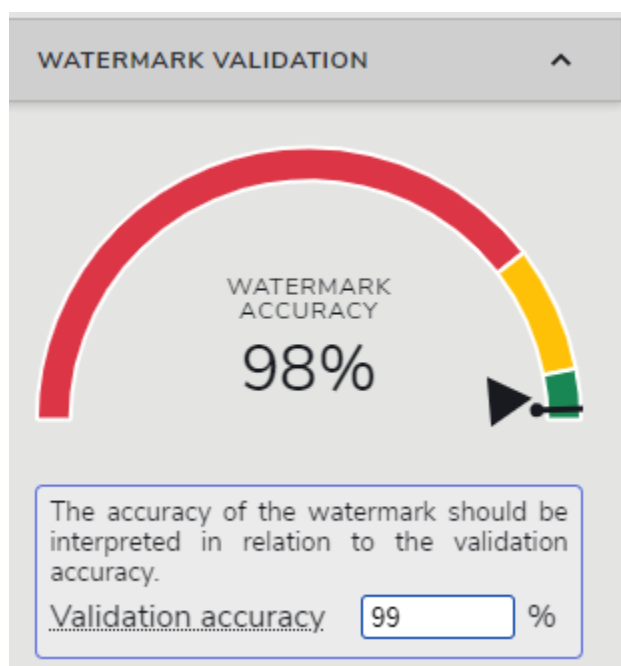 WATERMARK VALIDATION
WATERMARK
ACCURACY
98%
The accuracy of the watermark should be
interpreted in relation to the validation
accuracy.
Validation accuracy 99 %